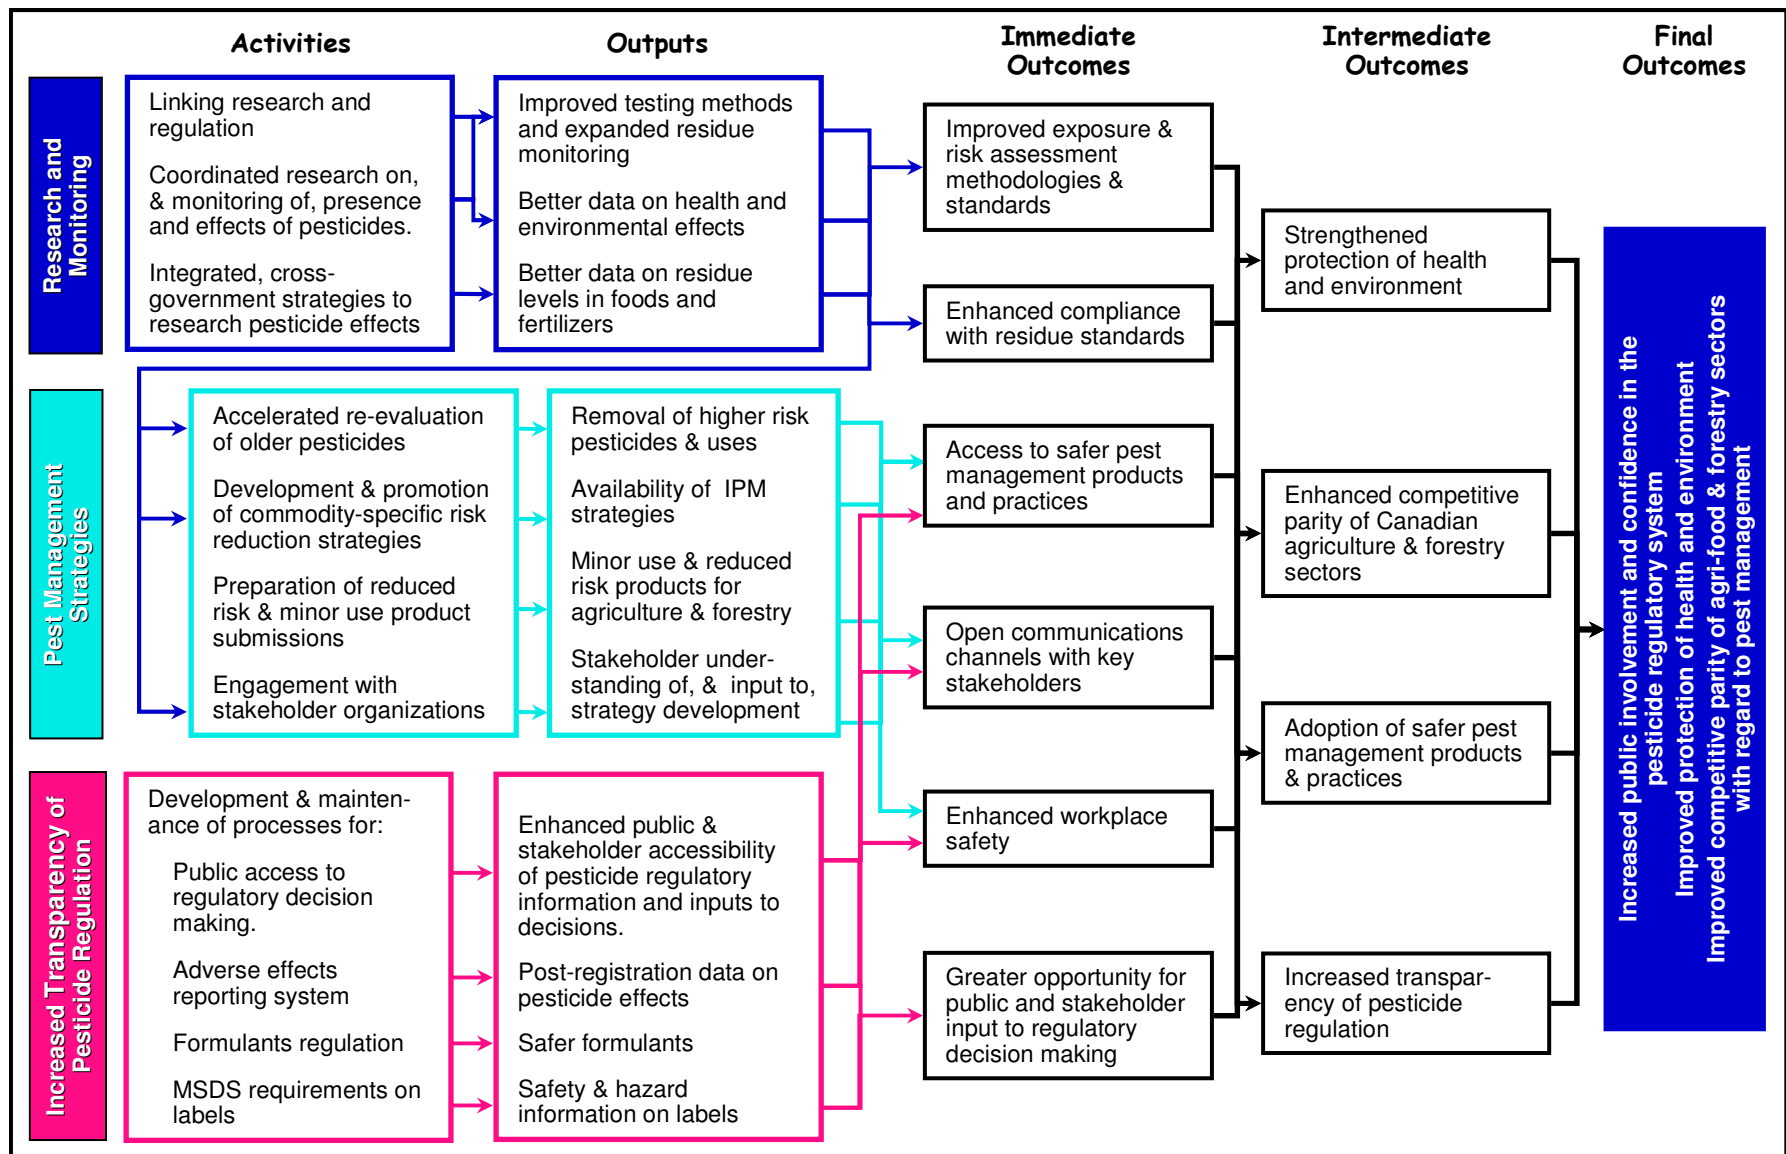 Activities
Outputs
Immediate
Outcomes
Intermediate
Outcomes
Final
Outcomes
Research and
Monitoring
Linking research and
regulation
Coordinated research on,
& monitoring of, presence
and effects of pesticides.
Integrated, cross-
government strategies to
research pesticide effects
Improved testing methods
and expanded residue
monitoring
Better data on health and
environmental effects
Better data on residue
levels in foods and
fertilizers
Pest Management
Strategies
Accelerated re-evaluation
of older pesticides
Development & promotion
of commodity-specific risk
reduction strategies
Preparation of reduced
risk & minor use product
submissions
Engagement with
stakeholder organizations
Removal of higher risk
pesticides & uses
Availability of IPM
strategies
Minor use & reduced
risk products for
agriculture & forestry
Stakeholder under-
standing of, & input to,
strategy development
Increased Transparency of
Pesticide Regulation
Development & mainten-
ance of processes for:
Public access to
regulatory decision
making.
Adverse effects
reporting system
Formulants regulation
MSDS requirements on
labels
Enhanced public &
stakeholder accessibility
of pesticide regulatory
information and inputs to
decisions.
Post-registration data on
pesticide effects
Safer formulants
Safety & hazard
information on labels
Improved exposure &
risk assessment
methodologies &
standards
Enhanced compliance
with residue standards
Access to safer pest
management products
and practices
Open communications
channels with key
stakeholders
Enhanced workplace
safety
Greater opportunity for
public and stakeholder
input to regulatory
decision making
Strengthened
protection of health
and environment
Enhanced competitive
parity of Canadian
agriculture & forestry
sectors
Adoption of safer pest
management products
& practices
Increased transpar-
ency of pesticide
regulation
Increased public involvement and confidence in the
pesticide regulatory system
Improved protection of health and environment
Improved competitive parity of agri-food & forestry sectors
with regard to pest management